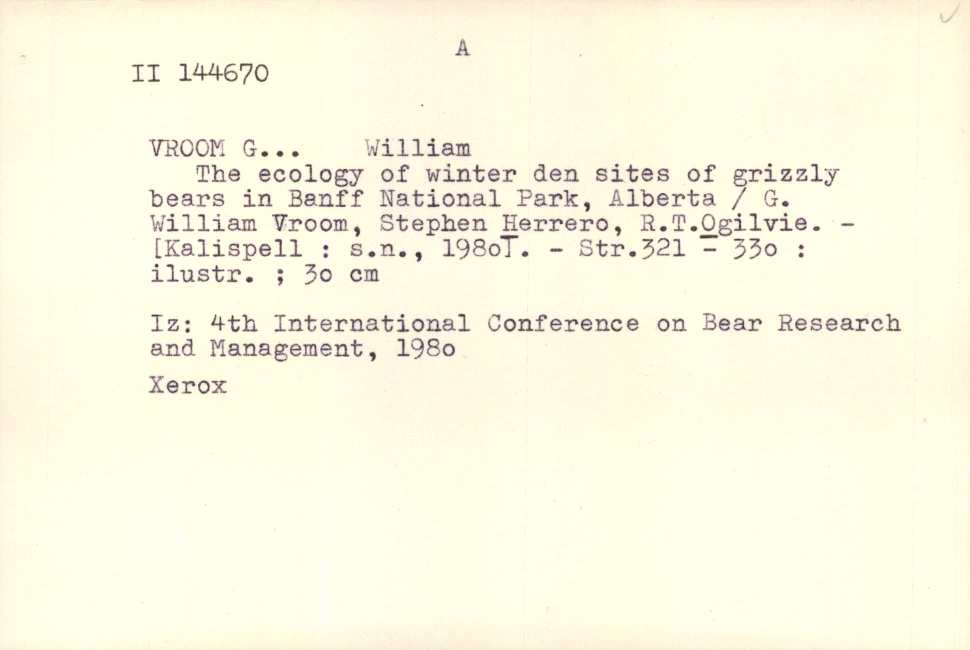 A
II 144670
VROOM G... William
The ecology of winter den sites of grizzly
bears in Banff National Park, Alberta / G.
William Vroom, Stephen Herrero, R.T.Ogilvie. -
[Kalispell : s.n., 198o]. - Str.321 - 33o :
ilustr. ; 3o cm
Iz: 4th International Conference on Bear Research
and Management, 198o
Xerox